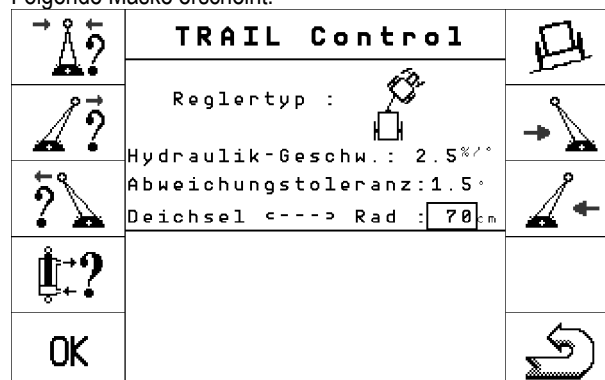 Folgende Maske erscheint:
TRAIL Control
Reglertyp :
Hydraulik-Geschw.: 2.5%/°
Abweichungstoleranz:1.5°
Deichsel <---> Rad : 70cm
?
?
?
?
OK